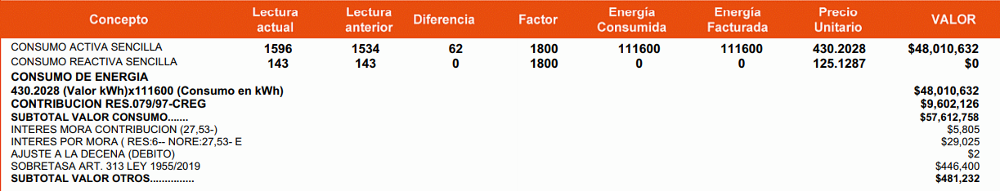 Concepto Lectura actual Lectura anterior Diferencia Factor Energía Consumida Energía Facturada Precio Unitario VALOR
CONSUMO ACTIVA SENCILLA 1596 1534 62 1800 111600 111600 430.2028 $48,010,632
CONSUMO REACTIVA SENCILLA 143 143 0 1800 0 0 125.1287 $0
CONSUMO DE ENERGIA
430.2028 (Valor kWh)x111600 (Consumo en kWh) $48,010,632
CONTRIBUCION RES.079/97-CREG $9,602,126
SUBTOTAL VALOR CONSUMO....... $57,612,758
INTERES MORA CONTRIBUCION (27,53-) $5,805
INTERES POR MORA ( RES:6-- NORE:27,53- E $29,025
AJUSTE A LA DECENA (DEBITO) $2
SOBRETASA ART. 313 LEY 1955/2019 $446,400
SUBTOTAL VALOR OTROS............... $481,232